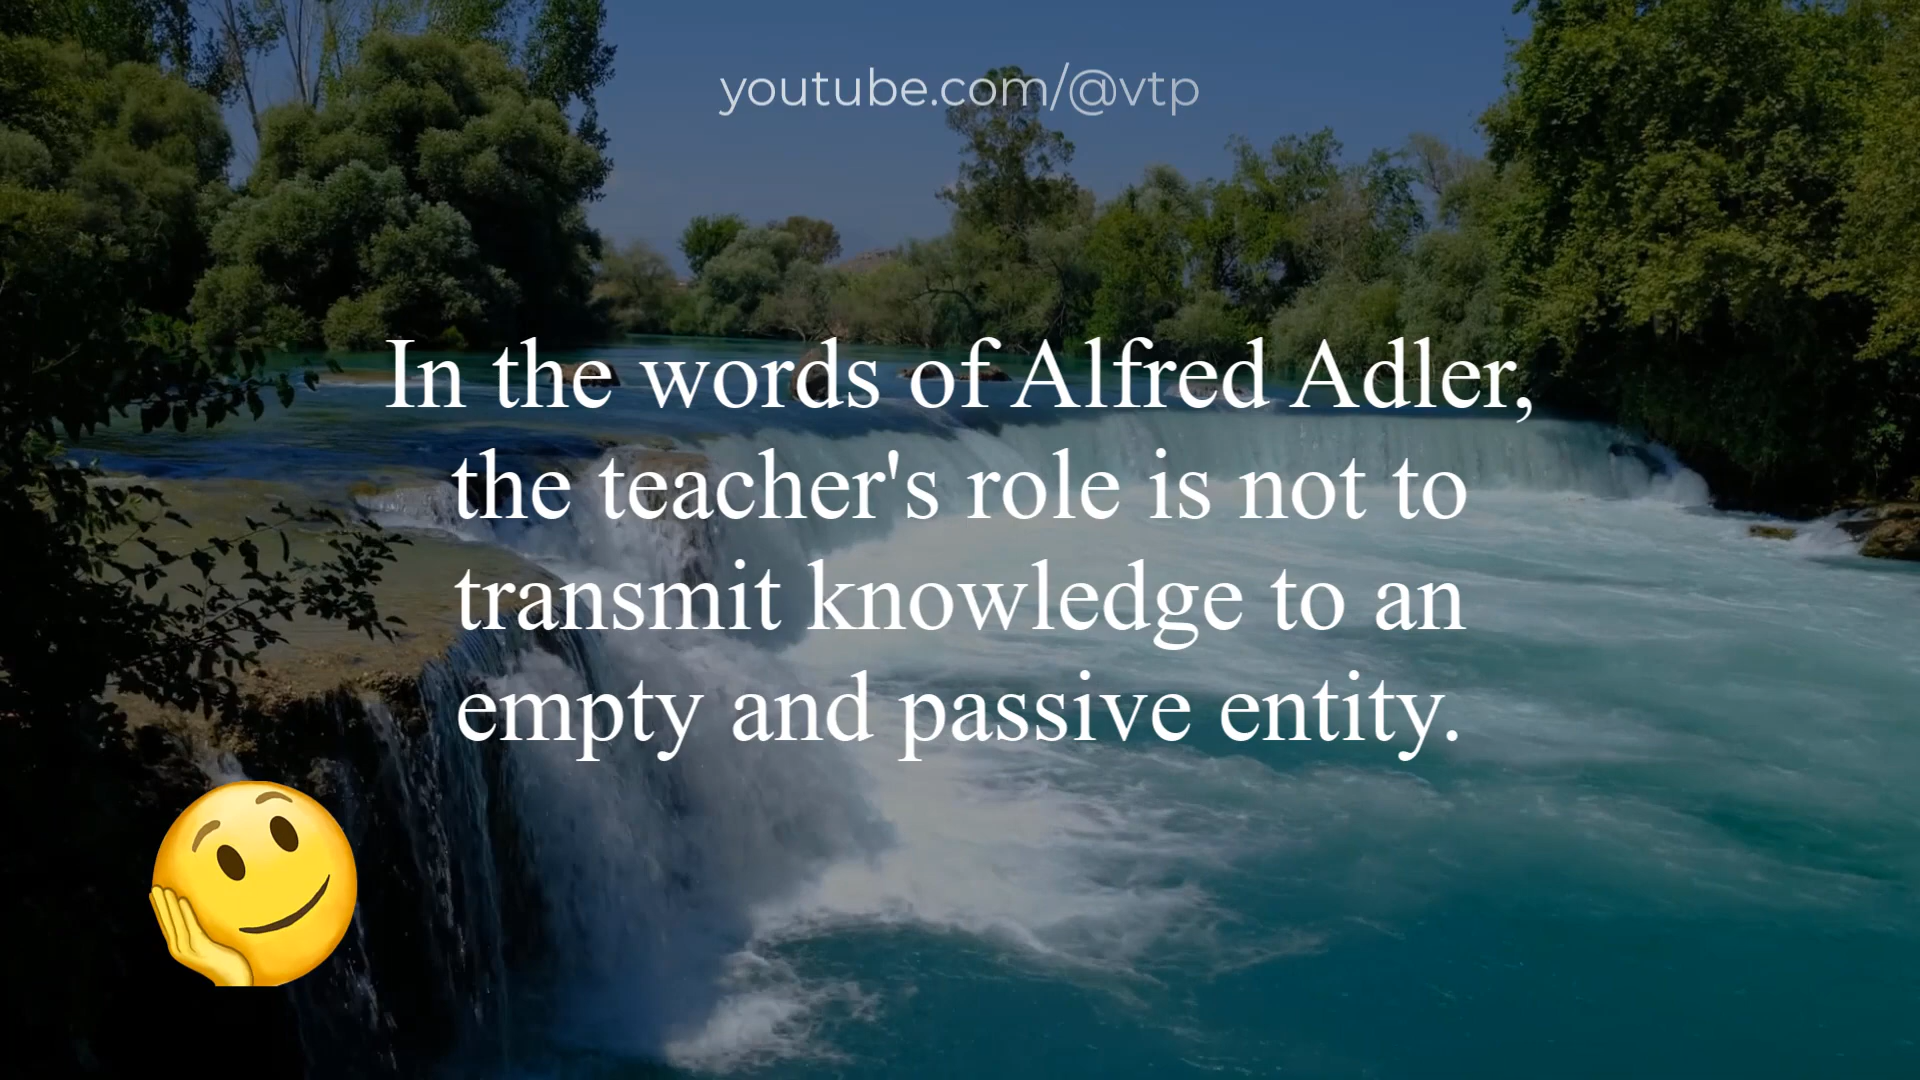 youtube.com/@vtp
In the words of Alfred Adler,
the teacher's role is not to
transmit knowledge to an
empty and passive entity.